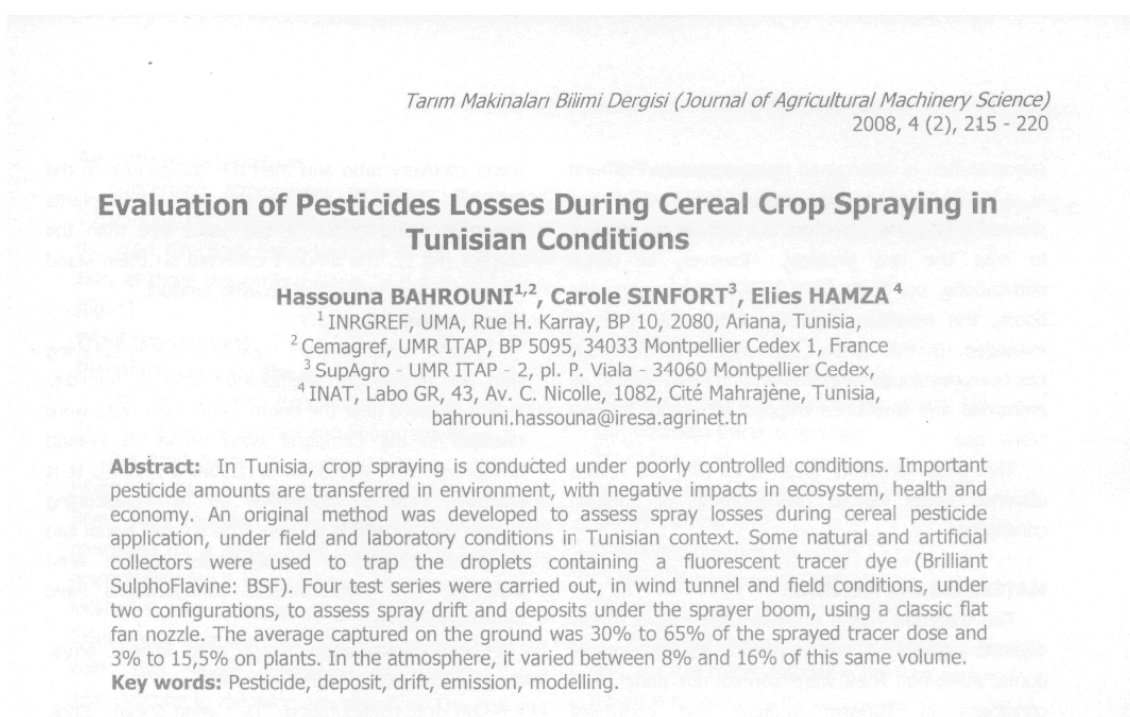 Tarım Makinaları Bilimi Dergisi (Journal of Agricultural Machinery Science)
2008, 4 (2), 215 - 220
Evaluation of Pesticides Losses During Cereal Crop Spraying in
Tunisian Conditions
Hassouna BAHROUNI1,2, Carole SINFORT3, Elies HAMZA 4
1 INRGREF, UMA, Rue H. Karray, BP 10, 2080, Ariana, Tunisia,
2 Cemagref, UMR ITAP, BP 5095, 34033 Montpellier Cedex 1, France
3 SupAgro - UMR ITAP - 2, pl. P. Viala - 34060 Montpellier Cedex,
4 INAT, Labo GR, 43, Av. C. Nicolle, 1082, Cité Mahrajène, Tunisia,
bahrouni.hassouna@iresa.agrinet.tn
Abstract: In Tunisia, crop spraying is conducted under poorly controlled conditions. Important
pesticide amounts are transferred in environment, with negative impacts in ecosystem, health and
economy. An original method was developed to assess spray losses during cereal pesticide
application, under field and laboratory conditions in Tunisian context. Some natural and artificial
collectors were used to trap the droplets containing a fluorescent tracer dye (Brilliant
SulphoFlavine: BSF). Four test series were carried out, in wind tunnel and field conditions, under
two configurations, to assess spray drift and deposits under the sprayer boom, using a classic flat
fan nozzle. The average captured on the ground was 30% to 65% of the sprayed tracer dose and
3% to 15,5% on plants. In the atmosphere, it varied between 8% and 16% of this same volume.
Key words: Pesticide, deposit, drift, emission, modelling.